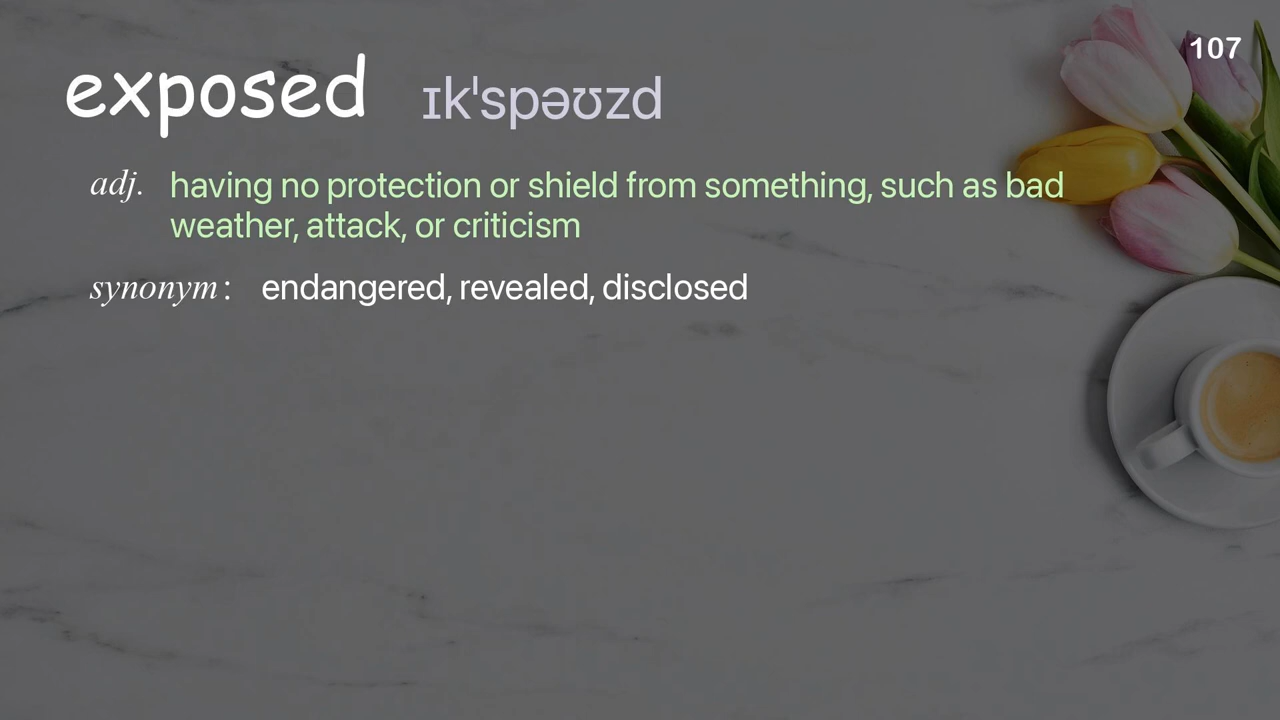 107
exposed ɪkˈspəʊzd
adj. having no protection or shield from something, such as bad
weather, attack, or criticism
synonym : endangered, revealed, disclosed